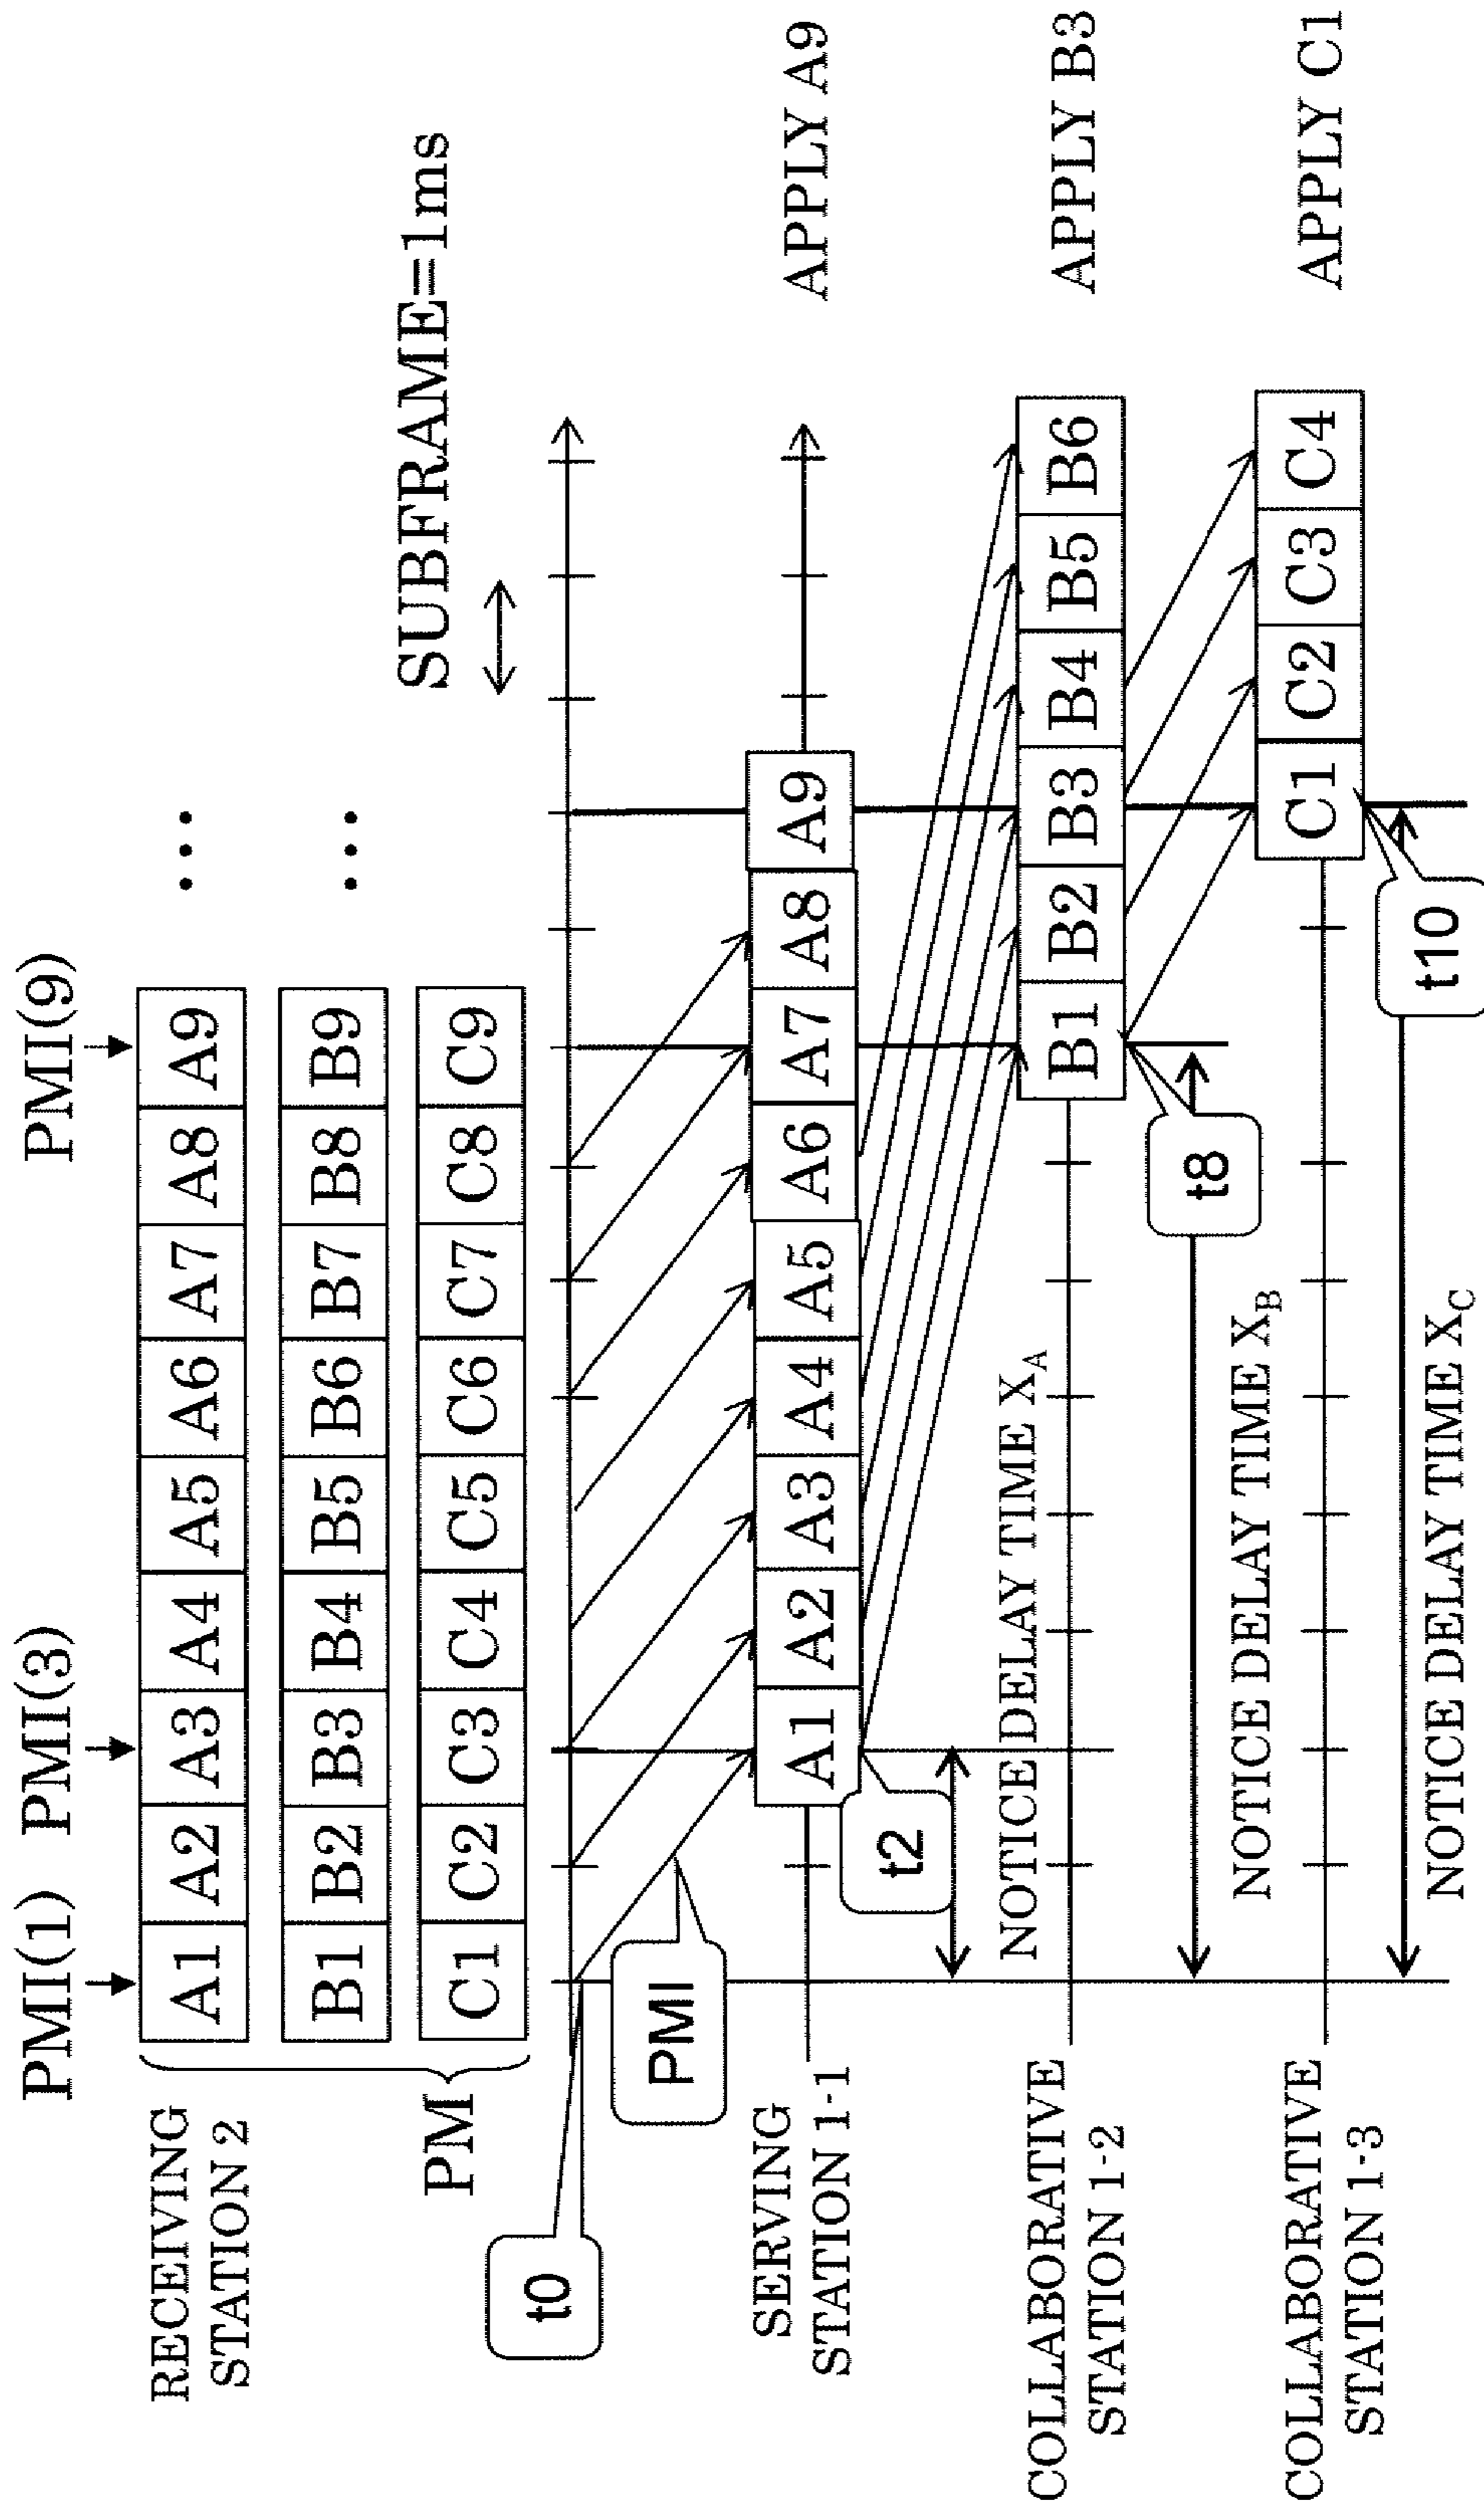 PMI(1) PMI(3) PMI(9)
RECEIVING
STATION 2
A1 A2 A3 A4 A5 A6 A7 A8 A9 •••
B1 B2 B3 B4 B5 B6 B7 B8 B9 •••
C1 C2 C3 C4 C5 C6 C7 C8 C9
PM
SUBFRAME=1ms
t0
PMI
SERVING
STATION 1-1
A1 A2 A3 A4 A5 A6 A7 A8 A9
APPLY A9
t2
NOTICE DELAY TIME XA
COLLABORATIVE
STATION 1-2
B1 B2 B3 B4 B5 B6
APPLY B3
t8
NOTICE DELAY TIME XB
COLLABORATIVE
STATION 1-3
C1 C2 C3 C4
APPLY C1
t10
NOTICE DELAY TIME XC